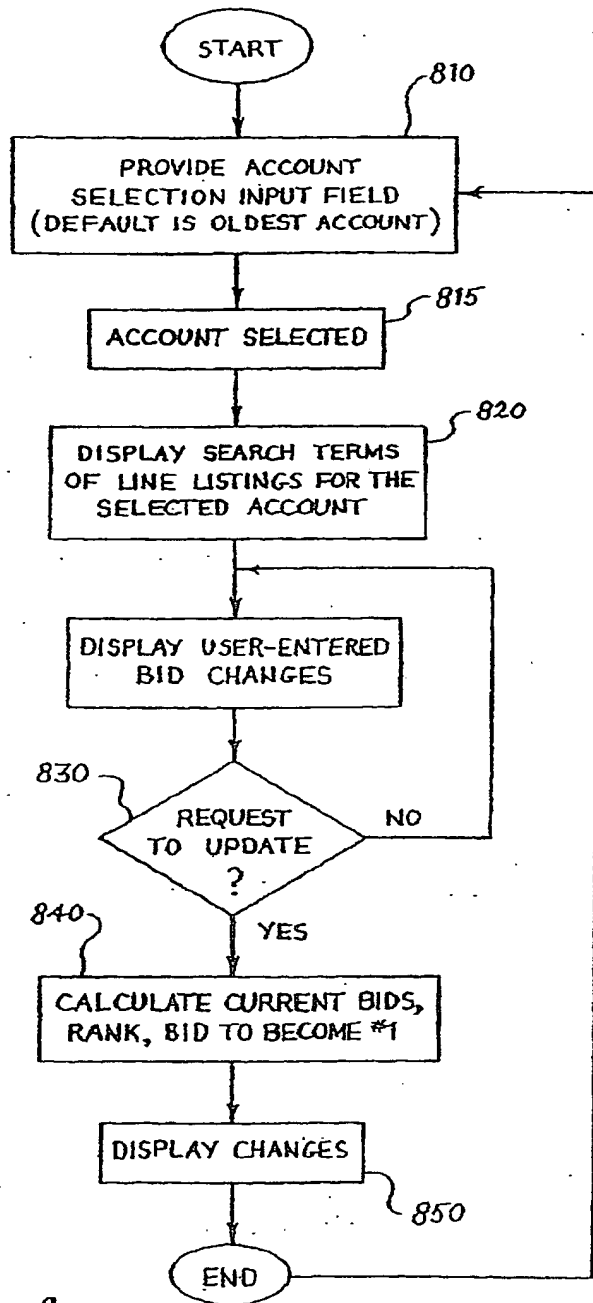 START
810
PROVIDE ACCOUNT
SELECTION INPUT FIELD
(DEFAULT IS OLDEST ACCOUNT)
815
ACCOUNT SELECTED
820
DISPLAY SEARCH TERMS
OF LINE LISTINGS FOR THE
SELECTED ACCOUNT
DISPLAY USER-ENTERED
BID CHANGES
830
REQUEST
TO UPDATE
?
NO
YES
840
CALCULATE CURRENT BIDS,
RANK, BID TO BECOME #1
DISPLAY CHANGES
850
END